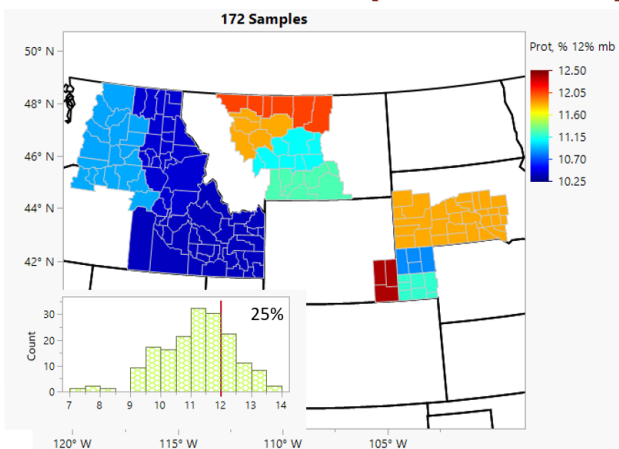 172 Samples
Prot, % 12% mb
50° N
48° N
46° N
44° N
42° N
12.50
12.05
11.60
11.15
10.70
10.25
25%
Count
30
20
10
0
7 8 9 10 11 12 13 14
120° W 115° W 110° W 105° W